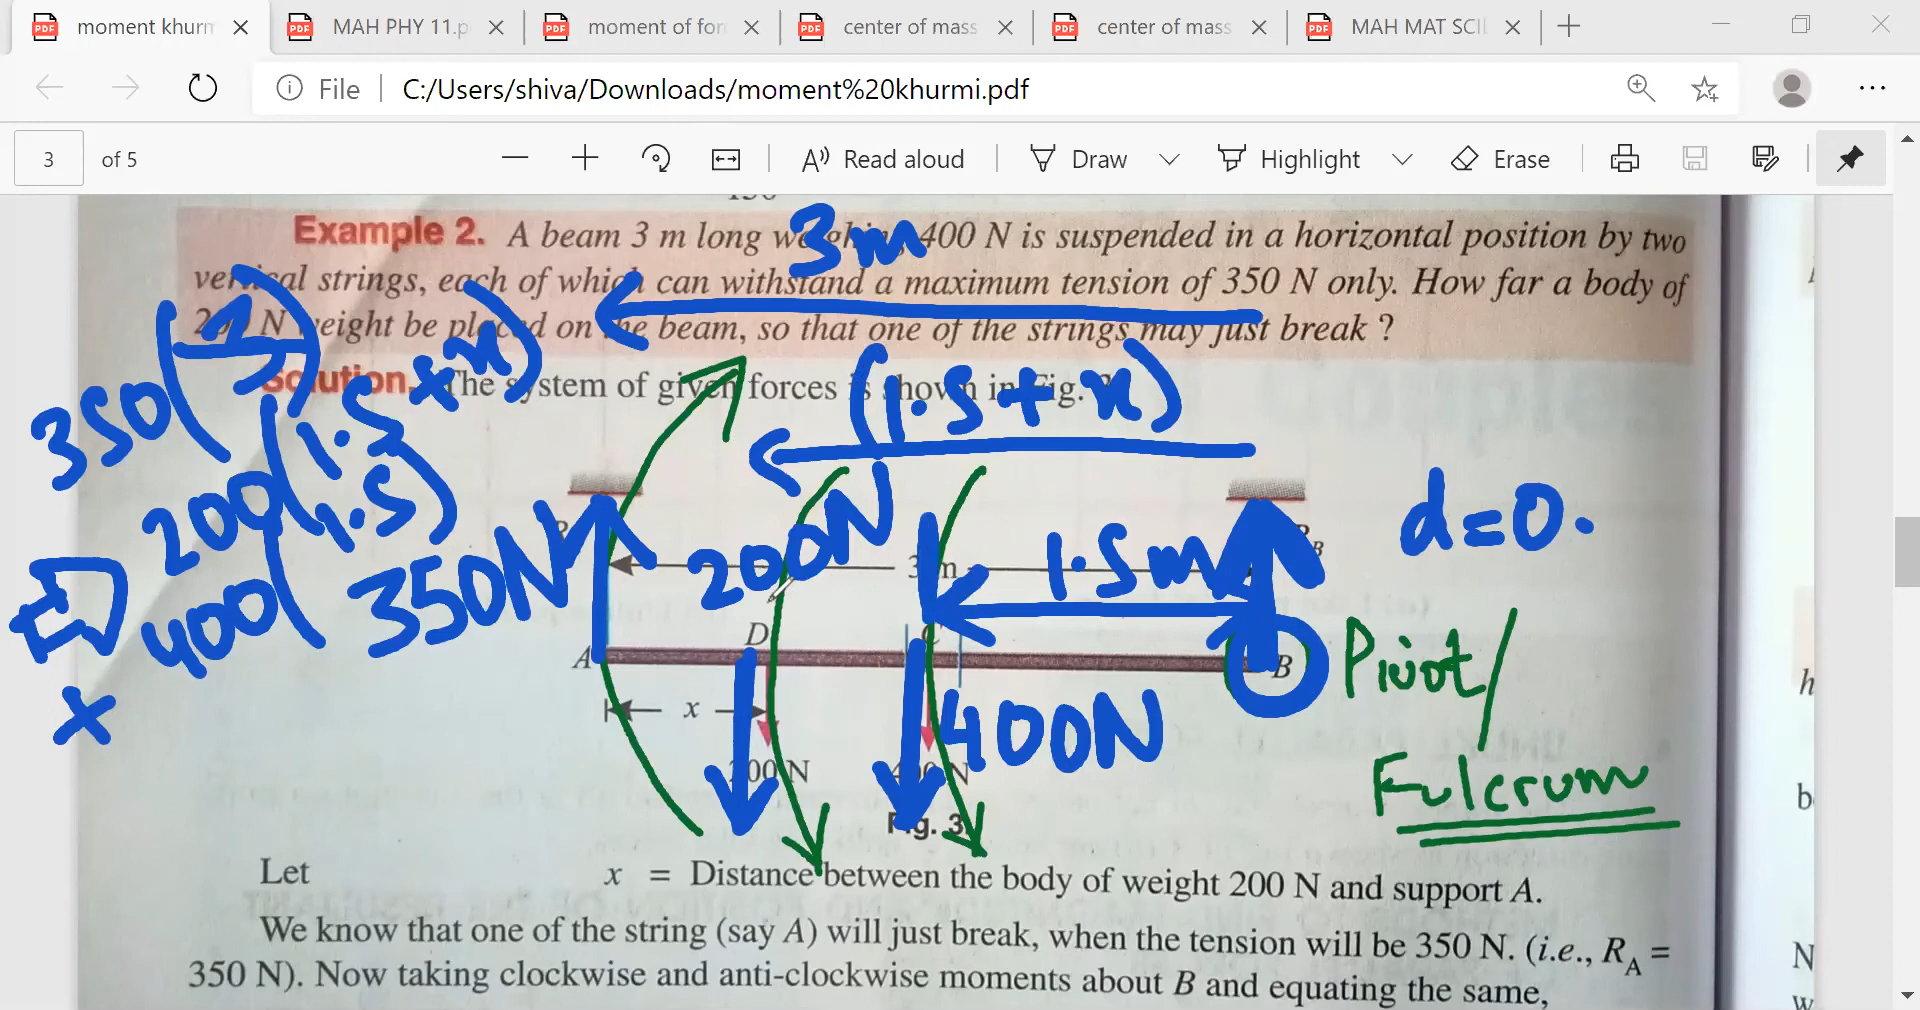 moment khurm
MAH PHY 11.p
moment of for
center of mass
center of mass
MAH MAT SCI
File
C:/Users/shiva/Downloads/moment%20khurmi.pdf
3 of 5
Read aloud
Draw
Highlight
Erase
Example 2. A beam 3 m long weighing 400 N is suspended in a horizontal position by two
vertical strings, each of which can withstand a maximum tension of 350 N only. How far a body of
200 N weight be placed on the beam, so that one of the strings may just break ?
3m
Solution. The system of given forces is shown in Fig.
(1.5+x)
350(3)
200(1.5+x)
400(1.5)
350N
200N
3 m
1.5m
B
d=0.
A
D
C
B
Pivot/
Fulcrum
x
400N
200 N
400 N
Fig. 3
Let x = Distance between the body of weight 200 N and support A.
We know that one of the string (say A) will just break, when the tension will be 350 N. (i.e., RA =
350 N). Now taking clockwise and anti-clockwise moments about B and equating the same,
h
b
N
w